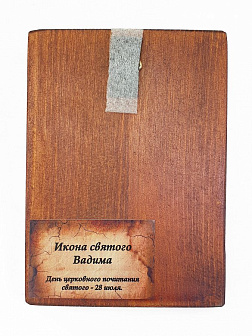 Икона святого
Вадима
День церковного почитания
святого - 28 июля.